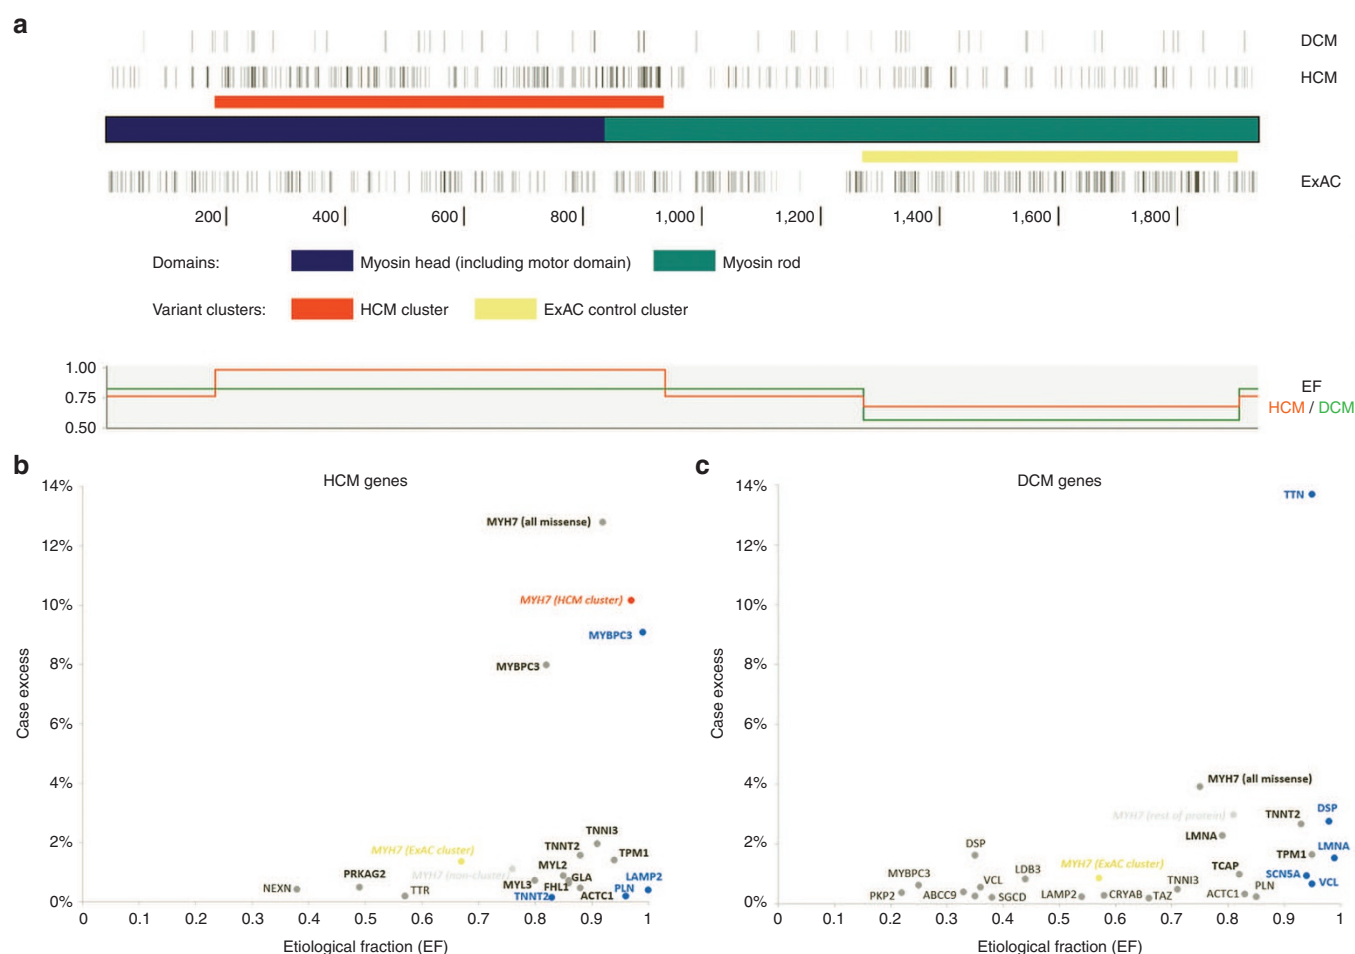 a
DCM
HCM
ExAC
200 400 600 800 1,000 1,200 1,400 1,600 1,800
Domains: Myosin head (including motor domain) Myosin rod
Variant clusters: HCM cluster ExAC control cluster
1.00
0.75
0.50
EF
HCM / DCM
b
HCM genes
14%
12%
10%
8%
6%
4%
2%
0%
Case excess
MYH7 (all missense)
MYH7 (HCM cluster)
MYBPC3
MYBPC3
TNNI3
MYH7 (ExAC cluster)
TNNT2
TPM1
MYH7 (non-cluster)
MYL2
NEXN
PRKAG2
TTR
MYL3
FHL1
GLA
LAMP2
TNNT2
ACTC1
PLN
0 0.1 0.2 0.3 0.4 0.5 0.6 0.7 0.8 0.9 1
Etiological fraction (EF)
c
DCM genes
14%
12%
10%
8%
6%
4%
2%
0%
Case excess
TTN
MYH7 (all missense)
MYH7 (rest of protein)
TNNT2
DSP
LMNA
DSP
TPM1
LMNA
MYH7 (ExAC cluster)
TCAP
MYBPC3
VCL
LDB3
TNNI3
SCN5A
VCL
PKP2
ABCC9
SGCD
LAMP2
CRYAB
TAZ
ACTC1
PLN
0 0.1 0.2 0.3 0.4 0.5 0.6 0.7 0.8 0.9 1
Etiological fraction (EF)